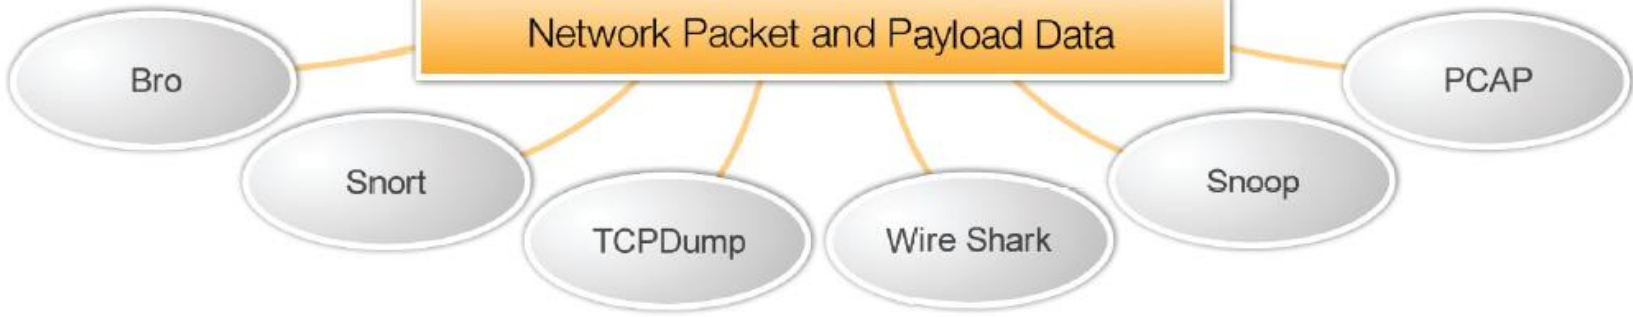 Network Packet and Payload Data
Bro
Snort
TCPDump
Wire Shark
Snoop
PCAP